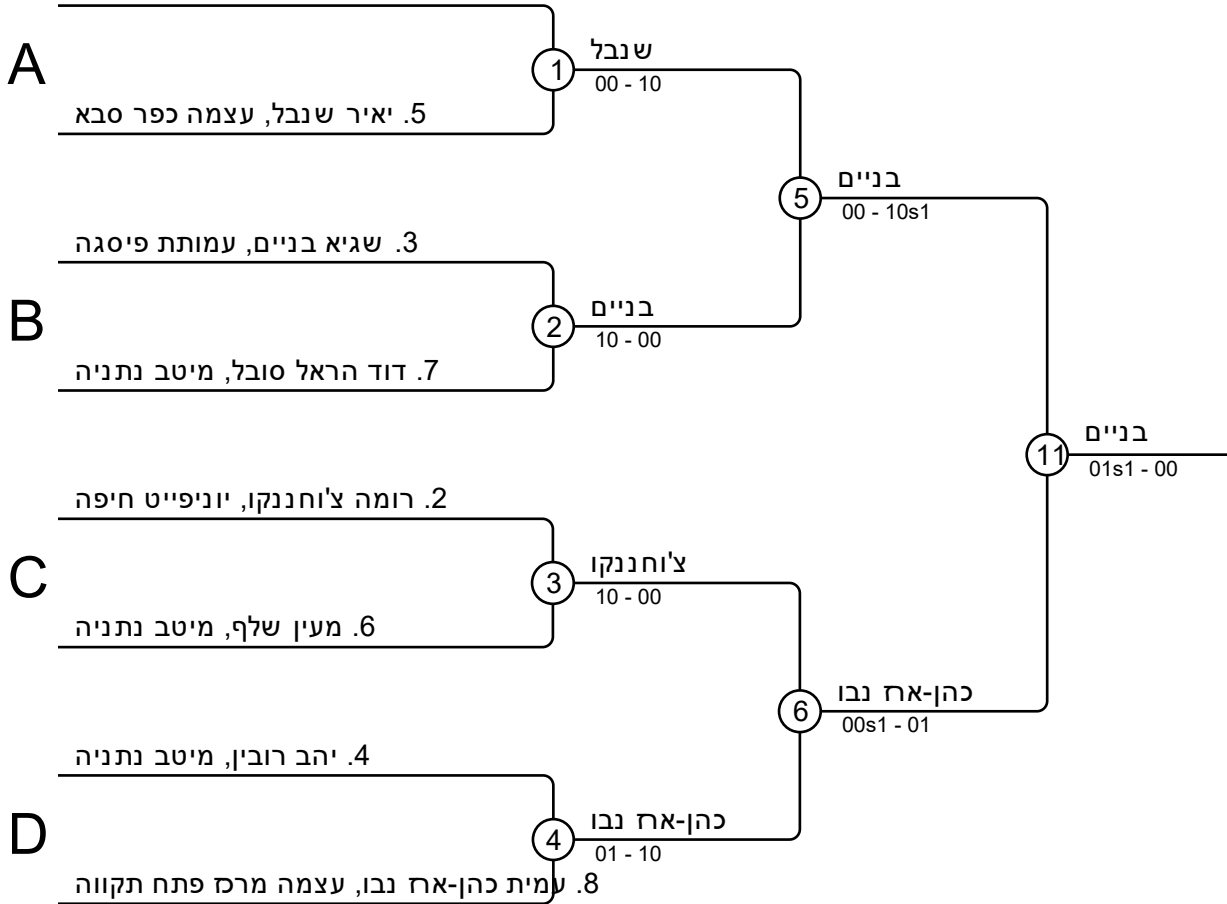 A
1
שנבל
00 - 10
5. יאיר שנבל, עצמה כפר סבא
5
בניים
00 - 10s1
3. שגיא בניים, עמותת פיסגה
B
2
בניים
10 - 00
7. דוד הראל סובל, מיטב נתניה
11
בניים
01s1 - 00
2. רומה צ'וחננקו, יוניפייט חיפה
C
3
צ'וחננקו
10 - 00
6. מעין שלף, מיטב נתניה
6
כהן-ארז נבו
00s1 - 01
4. יהב רובין, מיטב נתניה
D
4
כהן-ארז נבו
01 - 10
8. עמית כהן-ארז נבו, עצמה מרכז פתח תקווה